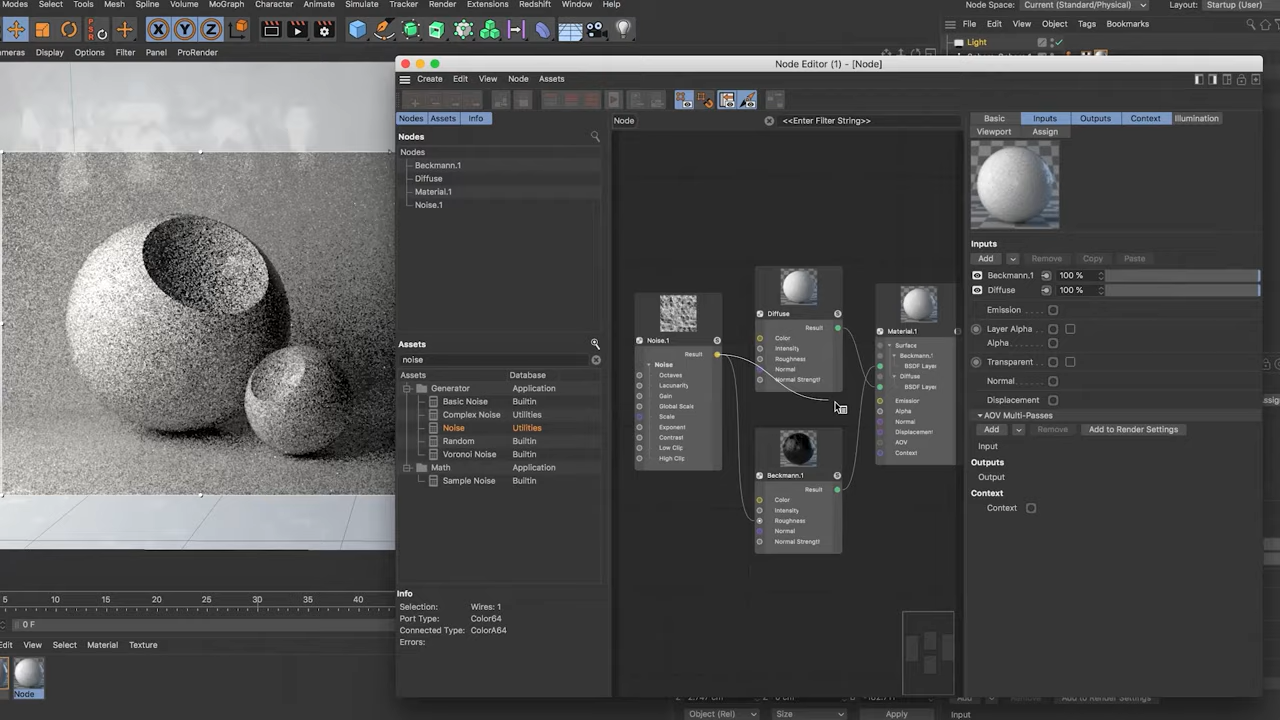 Modes Select Mesh Spline Volume MoGraph Character Animate Simulate Tracker Render Extensions Redshift Window Help
Node Space: Current (Standard/Physical) Layout: Startup (User)
Display Options Filter Panel ProRender
File Edit View Object Tags Bookmarks
Light
Node Editor (1) - [Node]
Create Edit View Node Assets
Nodes Assets Info
Nodes
Nodes
Beckmann.1
Diffuse
Material.1
Noise.1
Assets
noise
Assets Database
Generator Application
Basic Noise Builtin
Complex Noise Utilities
Noise Utilities
Random Builtin
Voronoi Noise Builtin
Math Application
Sample Noise Builtin
Info
Selection: Wires: 1
Port Type: Color64
Connected Type: ColorA64
Errors:
Node <<Enter Filter String>>
Noise.1
Result
Noise
Octaves
Lacunarity
Gain
Global Scale
Scale
Exponent
Contrast
Low Clip
High Clip
Diffuse
Result
Color
Intensity
Roughness
Normal
Normal Strength
Beckmann.1
Result
Color
Intensity
Roughness
Normal
Normal Strength
Material.1
Surface
Beckmann.1
BSDF Layer
Diffuse
BSDF Layer
Emission
Alpha
Normal
Displacement
AOV
Context
Basic Inputs Outputs Context Illumination
Viewport Assign
Inputs
Add Remove Copy Paste
Beckmann.1 100 %
Diffuse 100 %
Emission
Layer Alpha
Alpha
Transparent
Normal
Displacement
AOV Multi-Passes
Add Remove Add to Render Settings
Input
Outputs
Output
Context
Context
5 10 15 20 25 30 35 40
0 F
Edit View Select Material Texture
Node
Object (Rel) Size Apply
Add Remove Add to Render Settings
Input